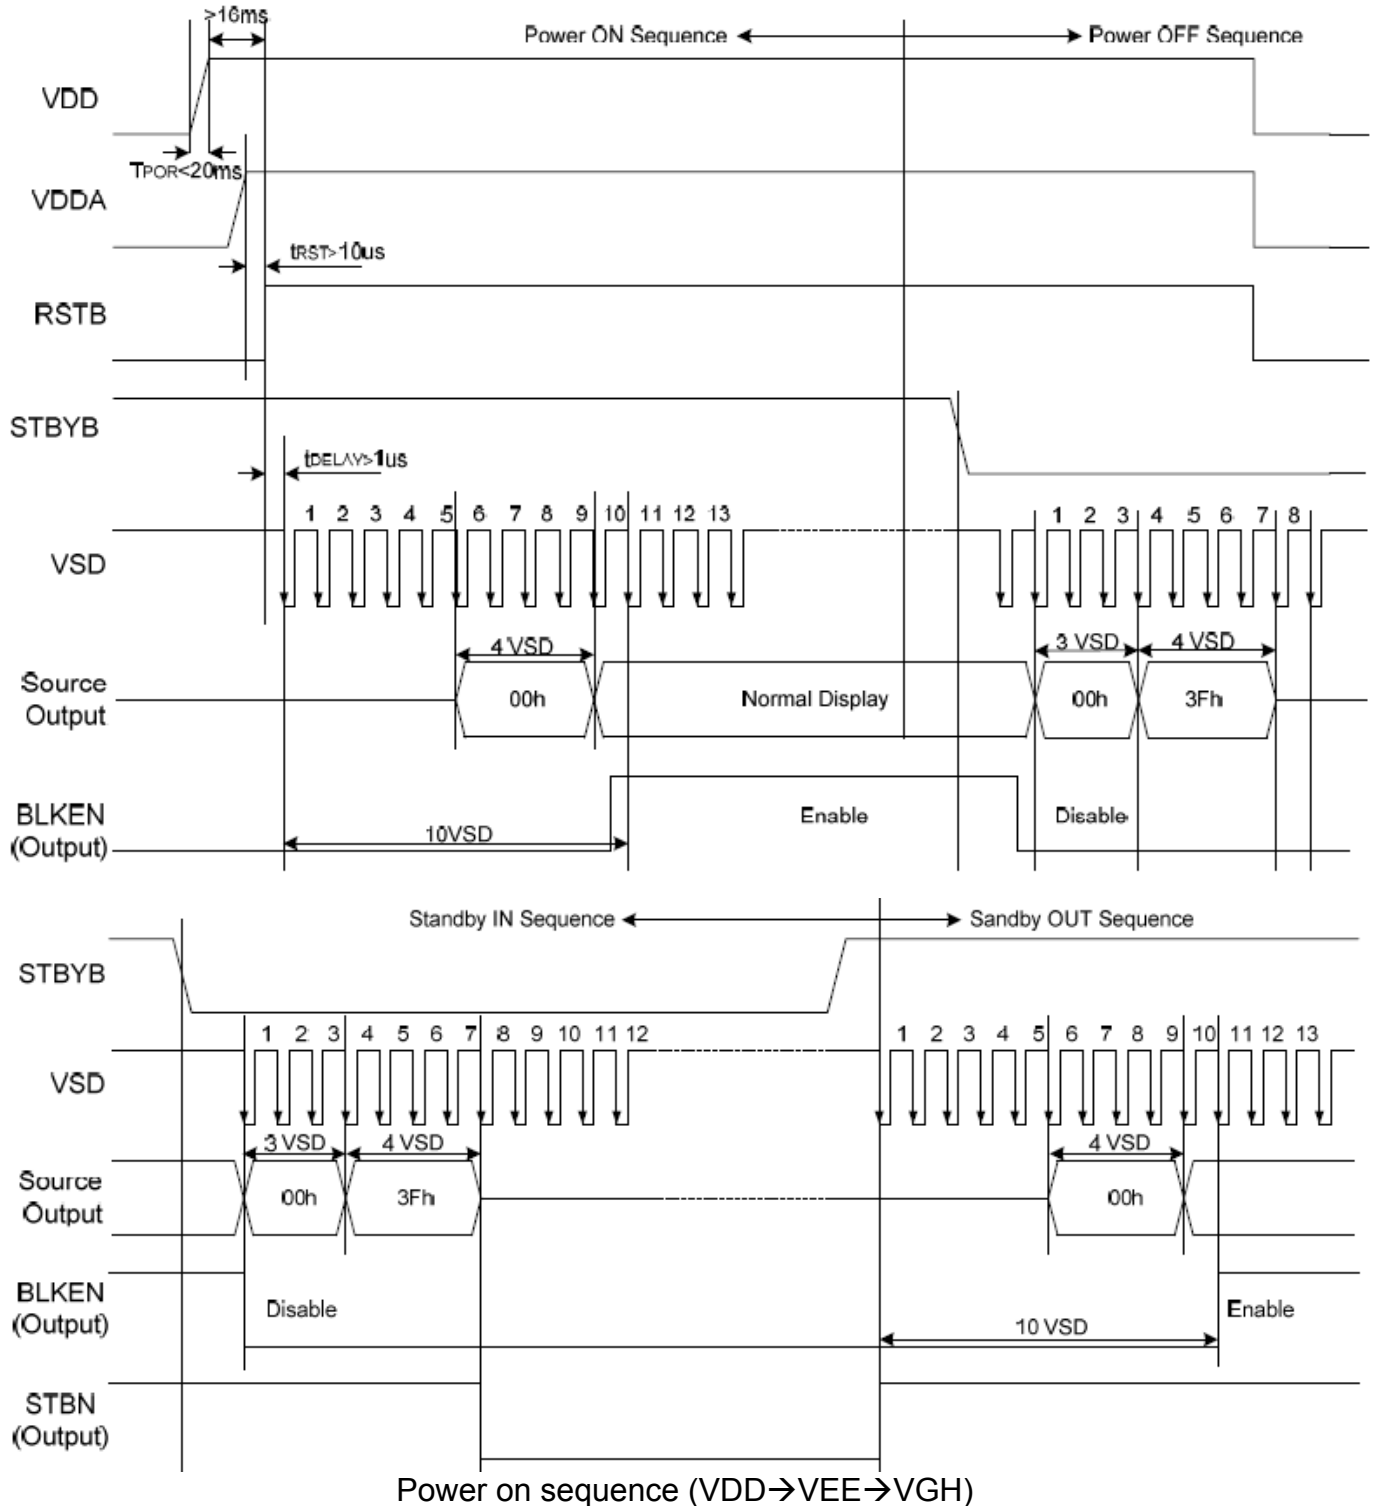 >16ms
Power ON Sequence
Power OFF Sequence
VDD
TPOR<20ms
VDDA
tRST>10us
RSTB
STBYB
tDELAY>1us
1 2 3 4 5 6 7 8 9 10 11 12 13
1 2 3 4 5 6 7 8
VSD
4 VSD
3 VSD
4 VSD
Source
Output
00h
Normal Display
00h
3Fh
BLKEN
(Output)
10VSD
Enable
Disable
Standby IN Sequence
Sandby OUT Sequence
STBYB
1 2 3 4 5 6 7 8 9 10 11 12
1 2 3 4 5 6 7 8 9 10 11 12 13
VSD
3 VSD
4 VSD
4 VSD
Source
Output
00h
3Fh
00h
BLKEN
(Output)
Disable
10 VSD
Enable
STBN
(Output)
Power on sequence (VDD→VEE→VGH)